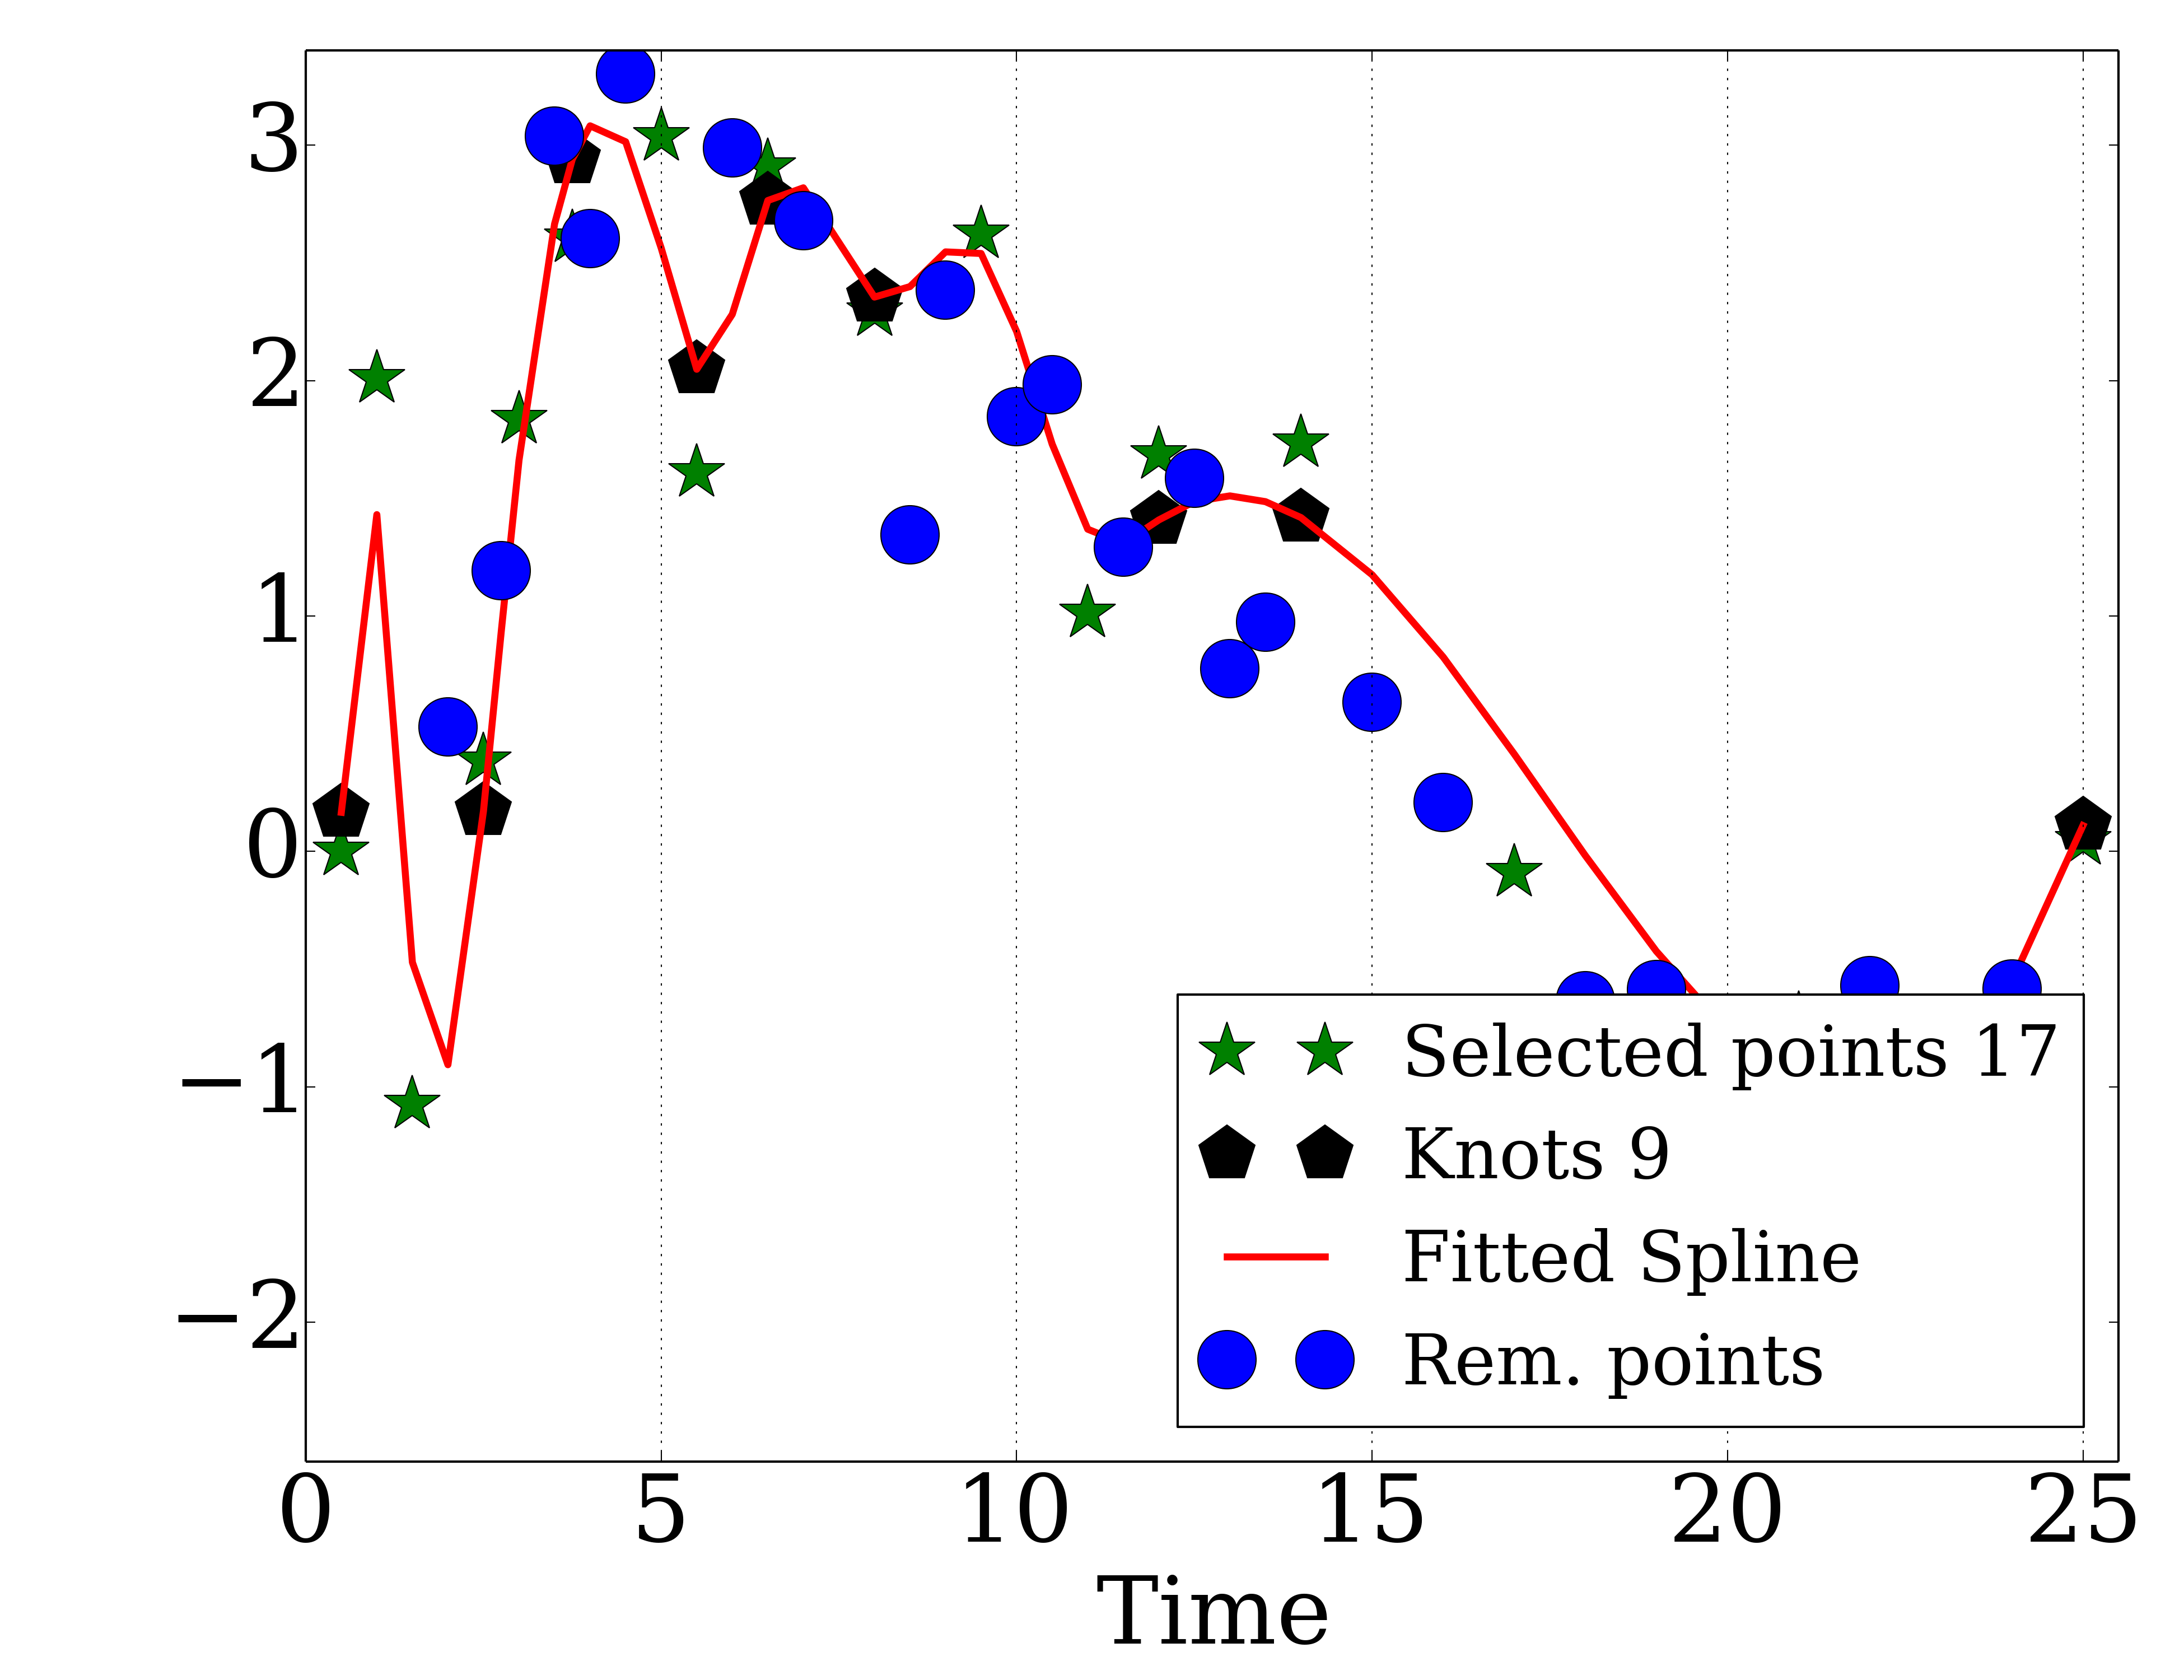 3
2
1
0
−1
−2
Selected points 17
Knots 9
Fitted Spline
Rem. points
0 5 10 15 20 25
Time